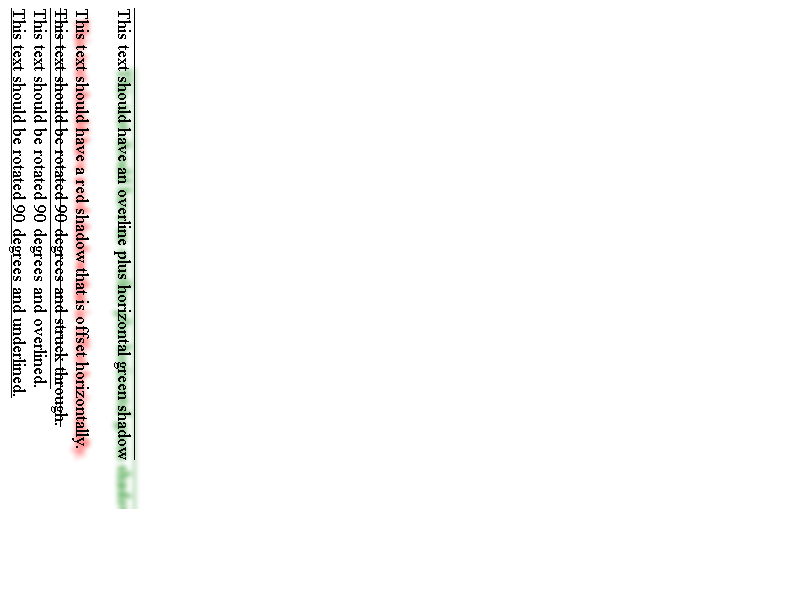 This text should be rotated 90 degrees and underlined.
This text should be rotated 90 degrees and overlined.
This text should be rotated 90 degrees and struck through.
This text should have a red shadow that is offset horizontally.
This text should have an overline plus horizontal green shadow